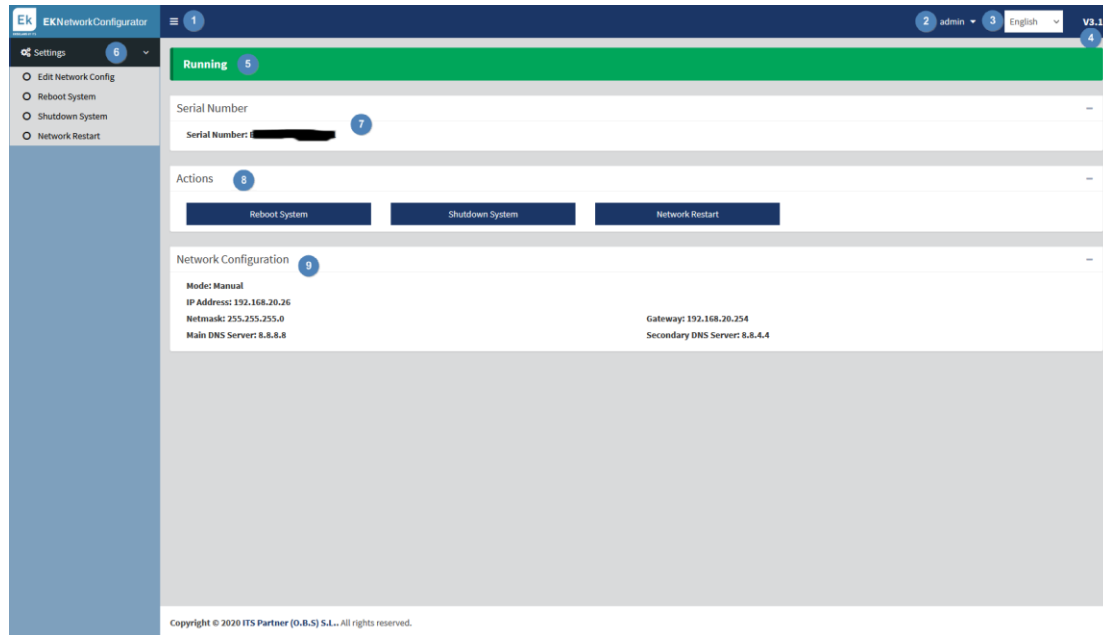 Ek EKNetworkConfigurator 1 2 admin 3 English V3.1
4
Settings 6
Edit Network Config
Reboot System
Shutdown System
Network Restart
Running 5
Serial Number
Serial Number:
7
Actions 8
Reboot System Shutdown System Network Restart
Network Configuration 9
Mode: Manual
IP Address: 192.168.20.26
Netmask: 255.255.255.0 Gateway: 192.168.20.254
Main DNS Server: 8.8.8.8 Secondary DNS Server: 8.8.4.4
Copyright © 2020 ITS Partner (O.B.S) S.L.. All rights reserved.